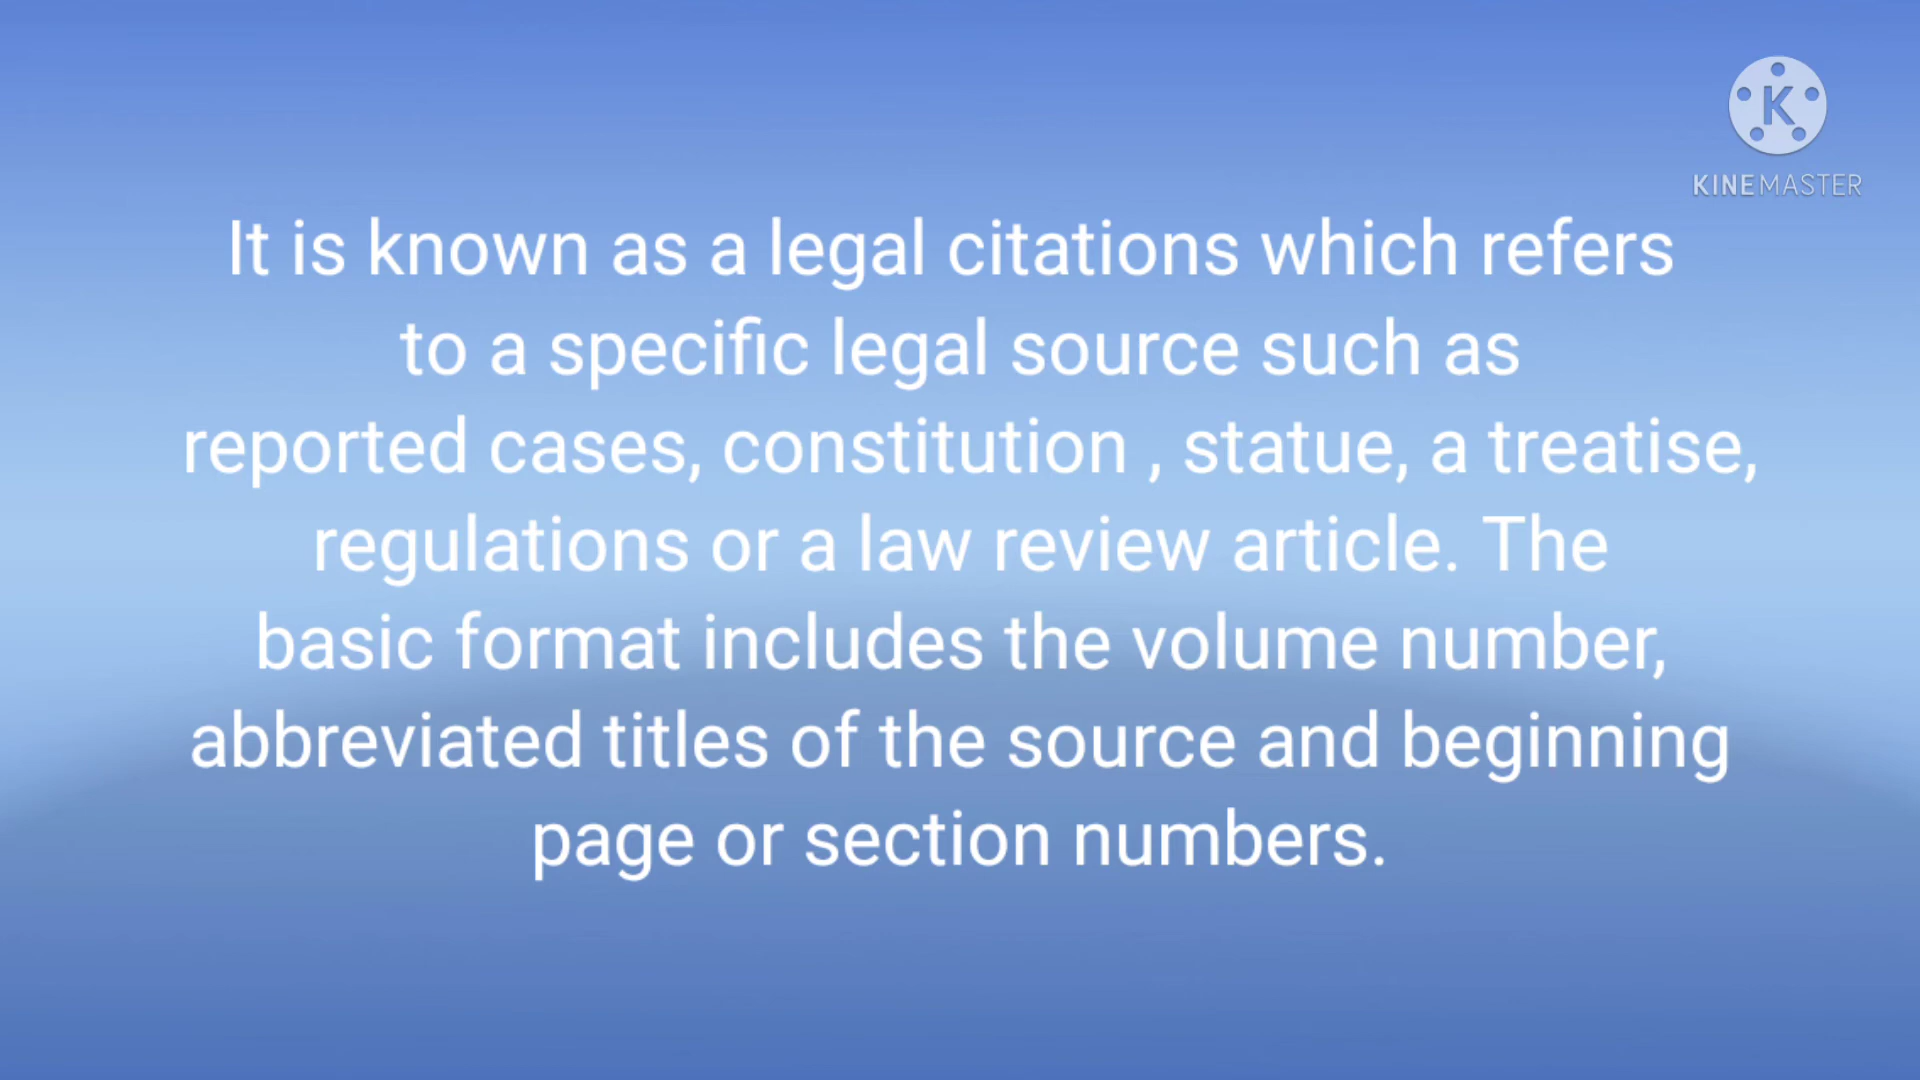 K
KINEMASTER
It is known as a legal citations which refers
to a specific legal source such as
reported cases, constitution , statue, a treatise,
regulations or a law review article. The
basic format includes the volume number,
abbreviated titles of the source and beginning
page or section numbers.